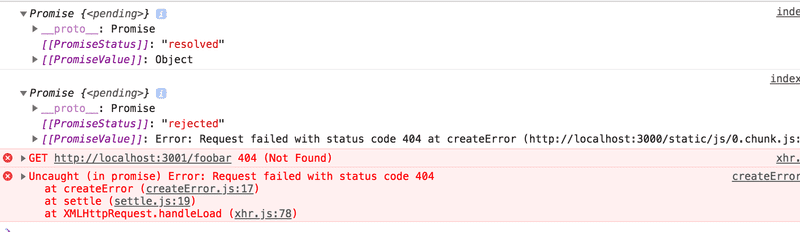 ▼Promise {<pending>} i inde
▶__proto__: Promise
[[PromiseStatus]]: "resolved"
▶[[PromiseValue]]: Object
index
▼Promise {<pending>} i
▶__proto__: Promise
[[PromiseStatus]]: "rejected"
▶[[PromiseValue]]: Error: Request failed with status code 404 at createError (http://localhost:3000/static/js/0.chunk.js:
▶GET http://localhost:3001/foobar 404 (Not Found) xhr.
▶Uncaught (in promise) Error: Request failed with status code 404 createError
at createError (createError.js:17)
at settle (settle.js:19)
at XMLHttpRequest.handleLoad (xhr.js:78)